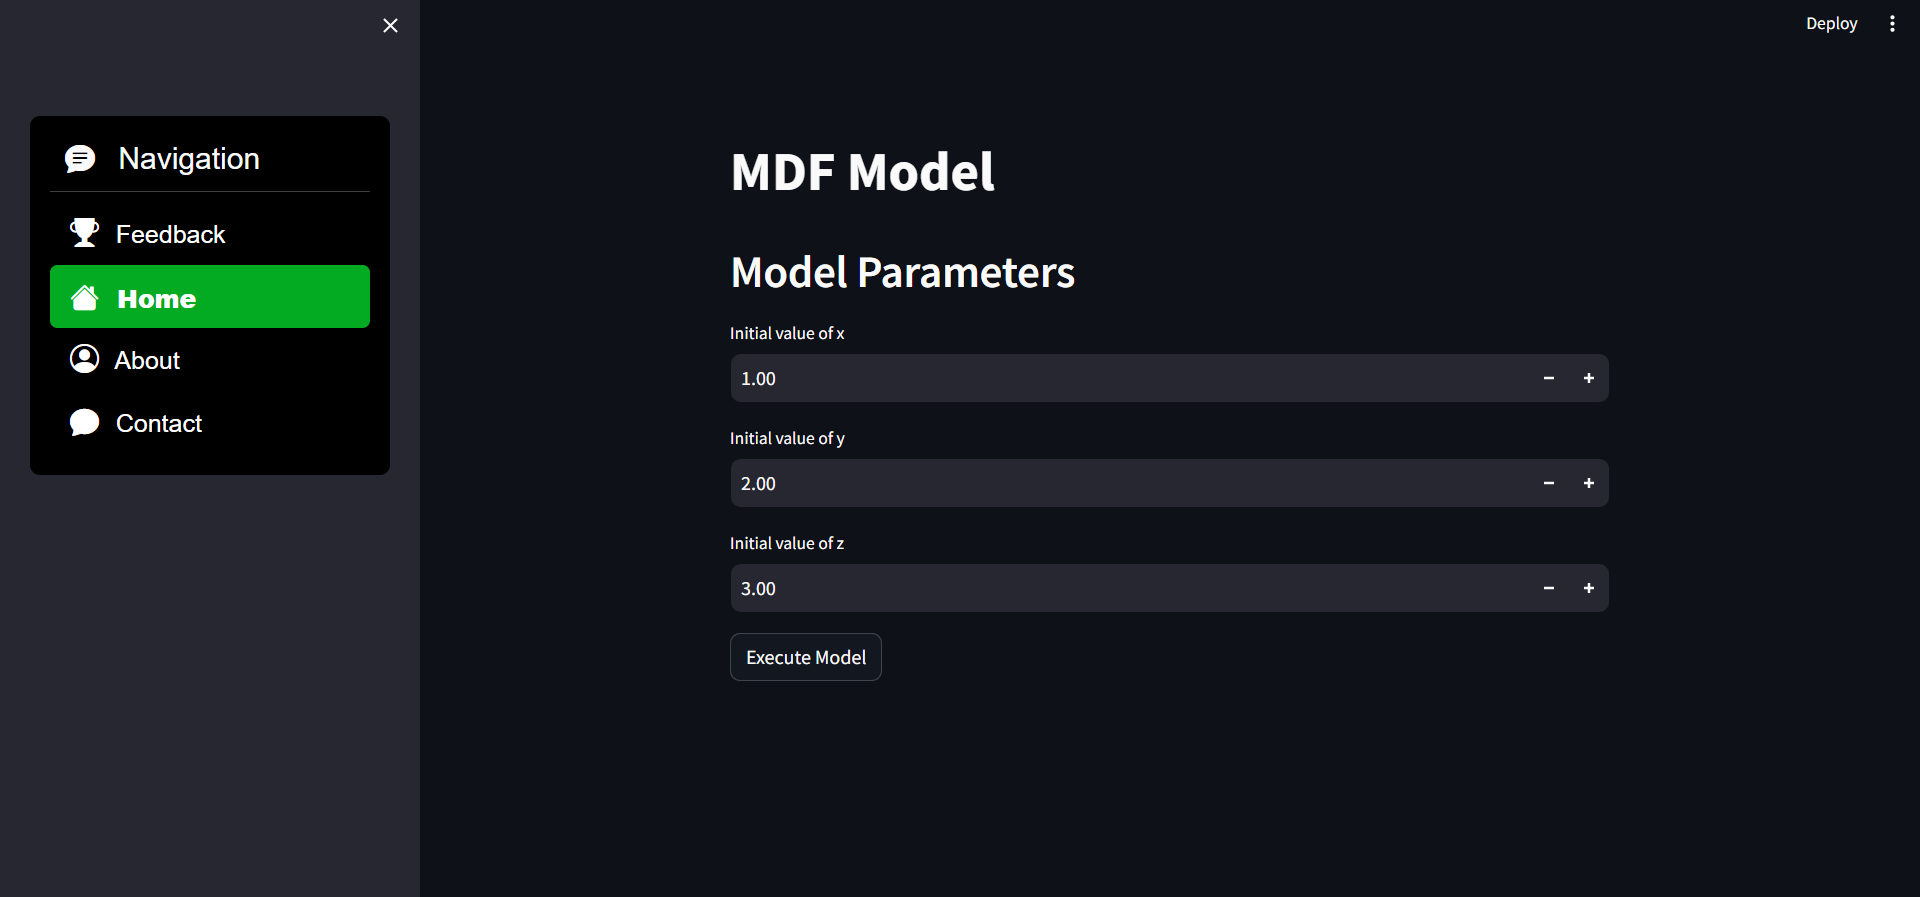 Deploy
Navigation
Feedback
Home
About
Contact
MDF Model
Model Parameters
Initial value of x
1.00
Initial value of y
2.00
Initial value of z
3.00
Execute Model